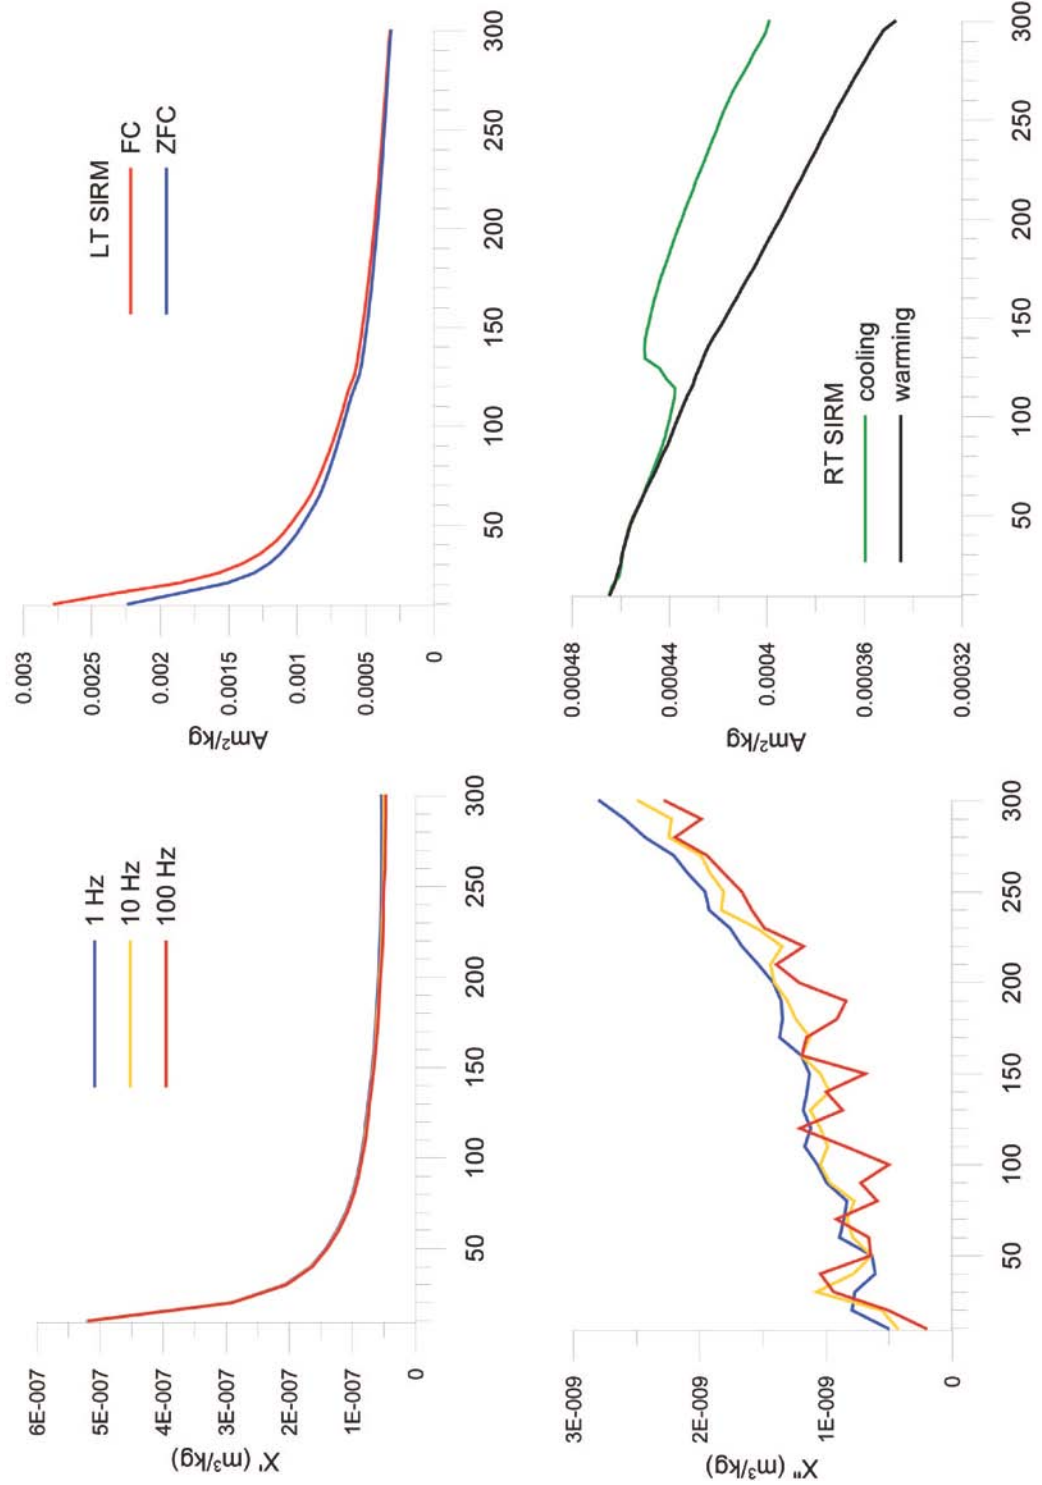 X' (m³/kg)
6E-007
5E-007
4E-007
3E-007
2E-007
1E-007
0
1 Hz
10 Hz
100 Hz
50 100 150 200 250 300
Am²/kg
0.003
0.0025
0.002
0.0015
0.001
0.0005
0
LT SIRM
FC
ZFC
50 100 150 200 250 300
X'' (m³/kg)
3E-009
2E-009
1E-009
0
50 100 150 200 250 300
Am²/kg
0.00048
0.00044
0.0004
0.00036
0.00032
RT SIRM
cooling
warming
50 100 150 200 250 300